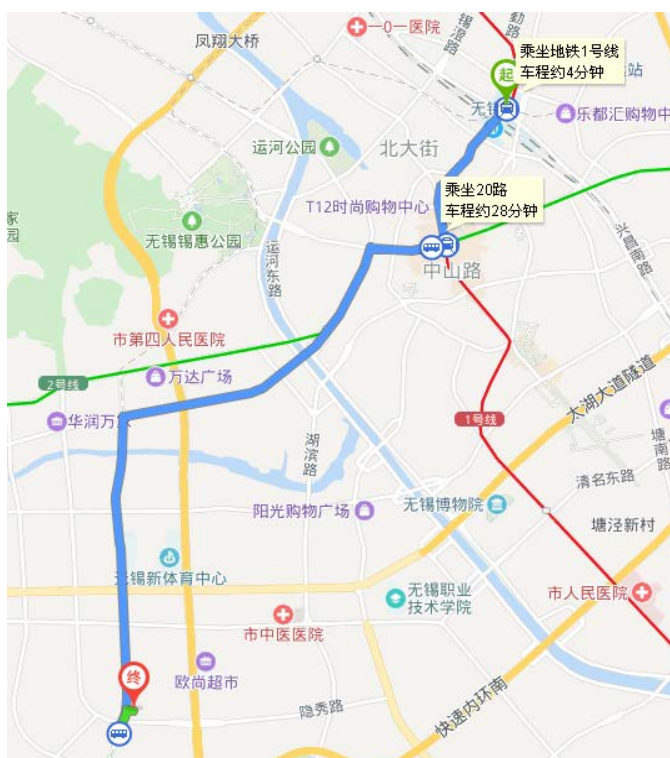 一0一医院
锡澄路
勤路
凤翔大桥
乘坐地铁1号线
车程约4分钟
起
站
无锡
乐都汇购物中
运河公园
北大街
乘坐20路
车程约28分钟
T12时尚购物中心
家
园
无锡锡惠公园
运河东路
中山路
兴昌南路
市第四人民医院
2号线
万达广场
华润万
太湖大道隧道
1号线
湖滨路
塘南路
清名东路
阳光购物广场
无锡博物院
塘泾新村
无锡新体育中心
无锡职业
技术学院
市人民医院
市中医医院
欧尚超市
终
隐秀路
快速内环南